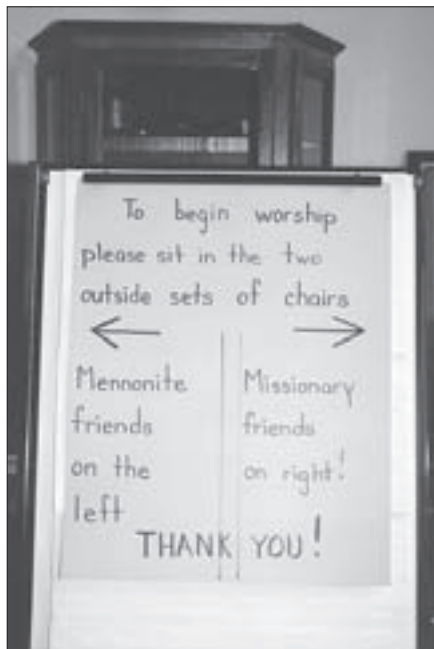 To begin worship
please sit in the two
outside sets of chairs
Mennonite
friends
on the
left
Missionary
friends
on right!
THANK YOU!